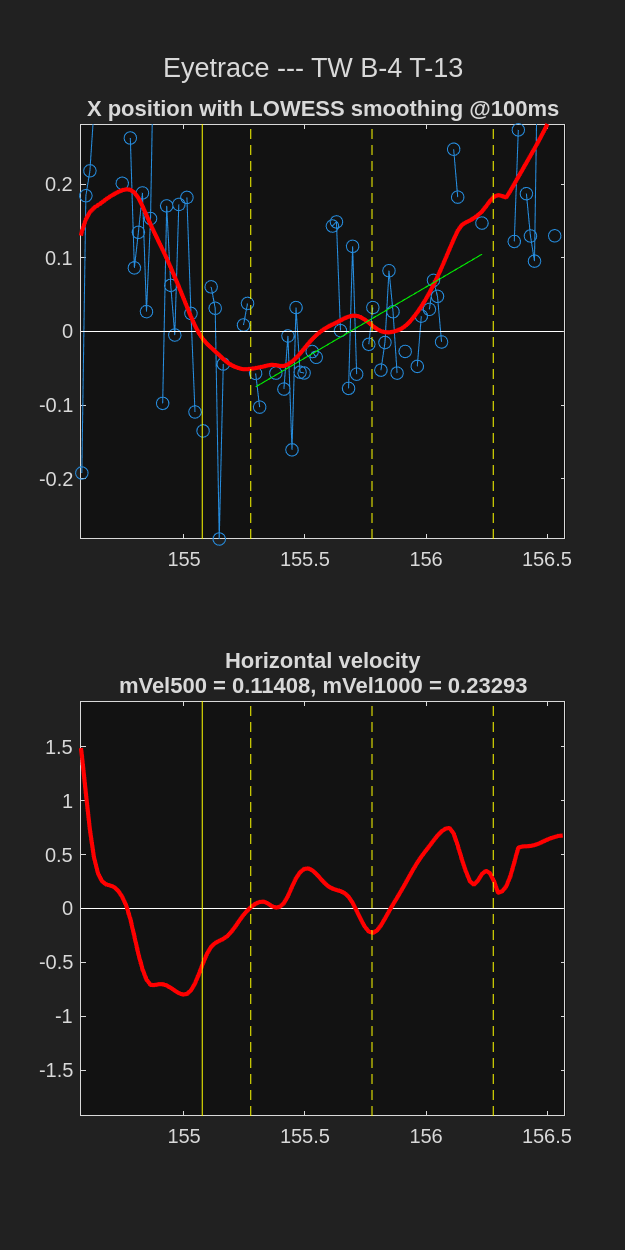 Eyetrace --- TW B-4 T-13
X position with LOWESS smoothing @100ms
0.2
0.1
0
-0.1
-0.2
155 155.5 156 156.5
Horizontal velocity
mVel500 = 0.11408, mVel1000 = 0.23293
1.5
1
0.5
0
-0.5
-1
-1.5
155 155.5 156 156.5